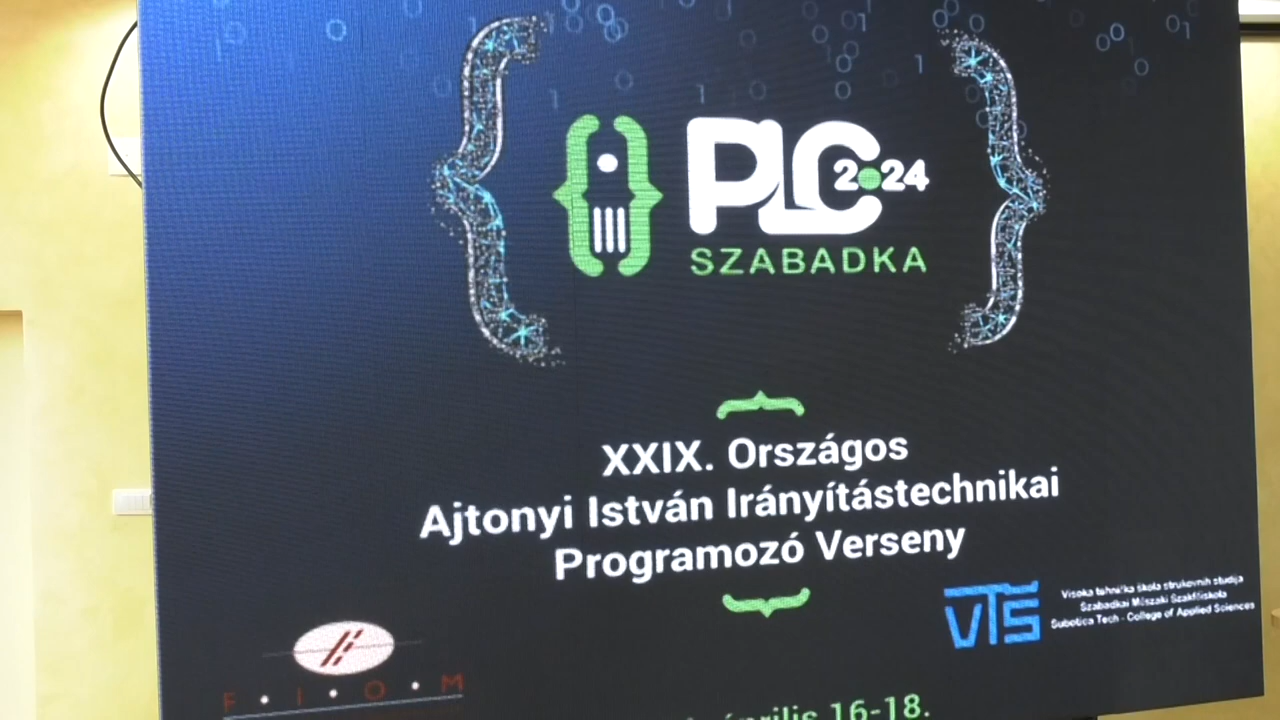 PLC 2024
SZABADKA
XXIX. Országos
Ajtonyi István Irányítástechnikai
Programozó Verseny
VTŠ
Visoka tehnička škola strukovnih studija
Szabadkai Műszaki Szakfőiskola
Subotica Tech - College of Applied Sciences
F • I • O • M
április 16-18.